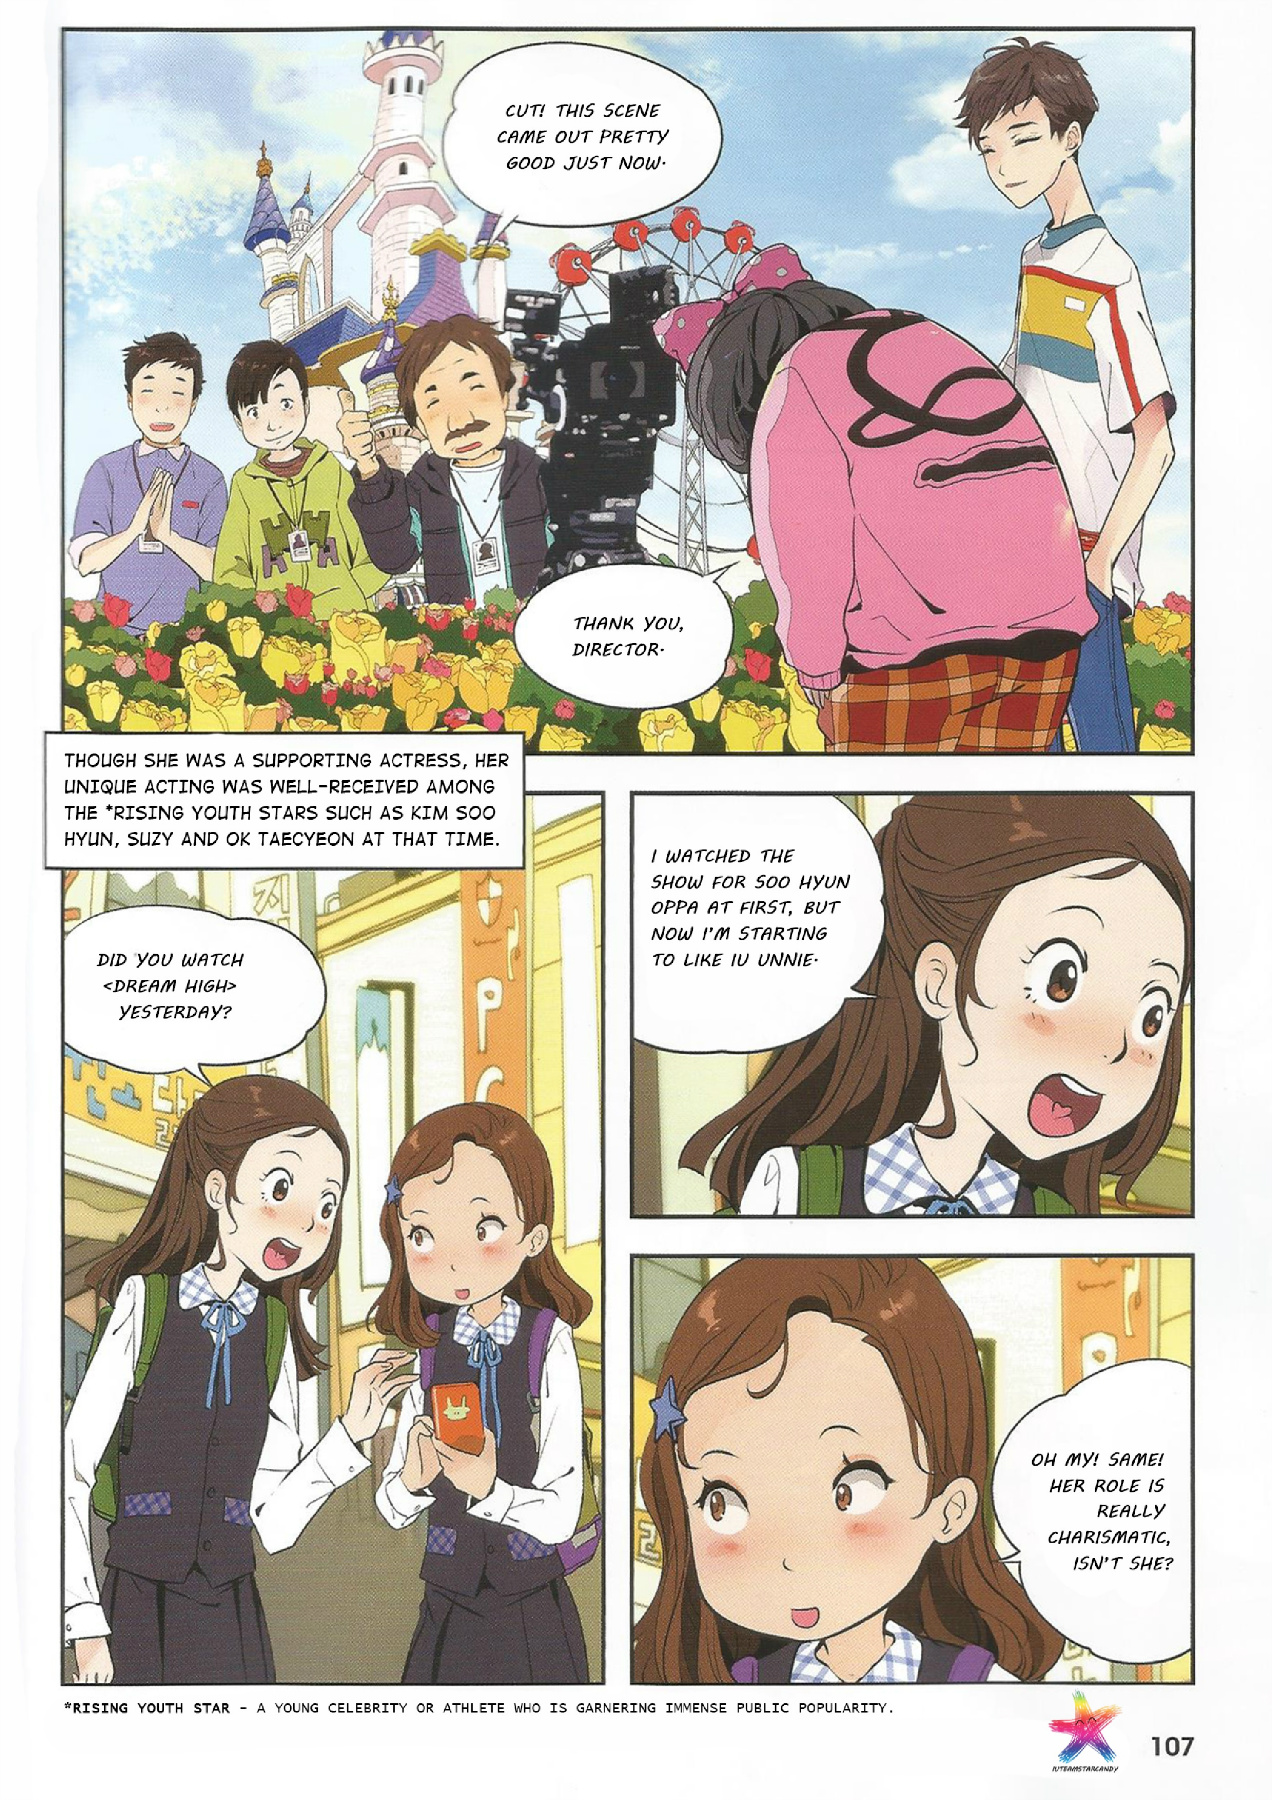 CUT! THIS SCENE
CAME OUT PRETTY
GOOD JUST NOW.
THANK YOU,
DIRECTOR.
THOUGH SHE WAS A SUPPORTING ACTRESS, HER
UNIQUE ACTING WAS WELL-RECEIVED AMONG
THE *RISING YOUTH STARS SUCH AS KIM SOO
HYUN, SUZY AND OK TAECYEON AT THAT TIME.
DID YOU WATCH
<DREAM HIGH>
YESTERDAY?
I WATCHED THE
SHOW FOR SOO HYUN
OPPA AT FIRST, BUT
NOW I'M STARTING
TO LIKE IU UNNIE.
OH MY! SAME!
HER ROLE IS
REALLY
CHARISMATIC,
ISN'T SHE?
*RISING YOUTH STAR - A YOUNG CELEBRITY OR ATHLETE WHO IS GARNERING IMMENSE PUBLIC POPULARITY.
IUTEAMSTARCANDY
107